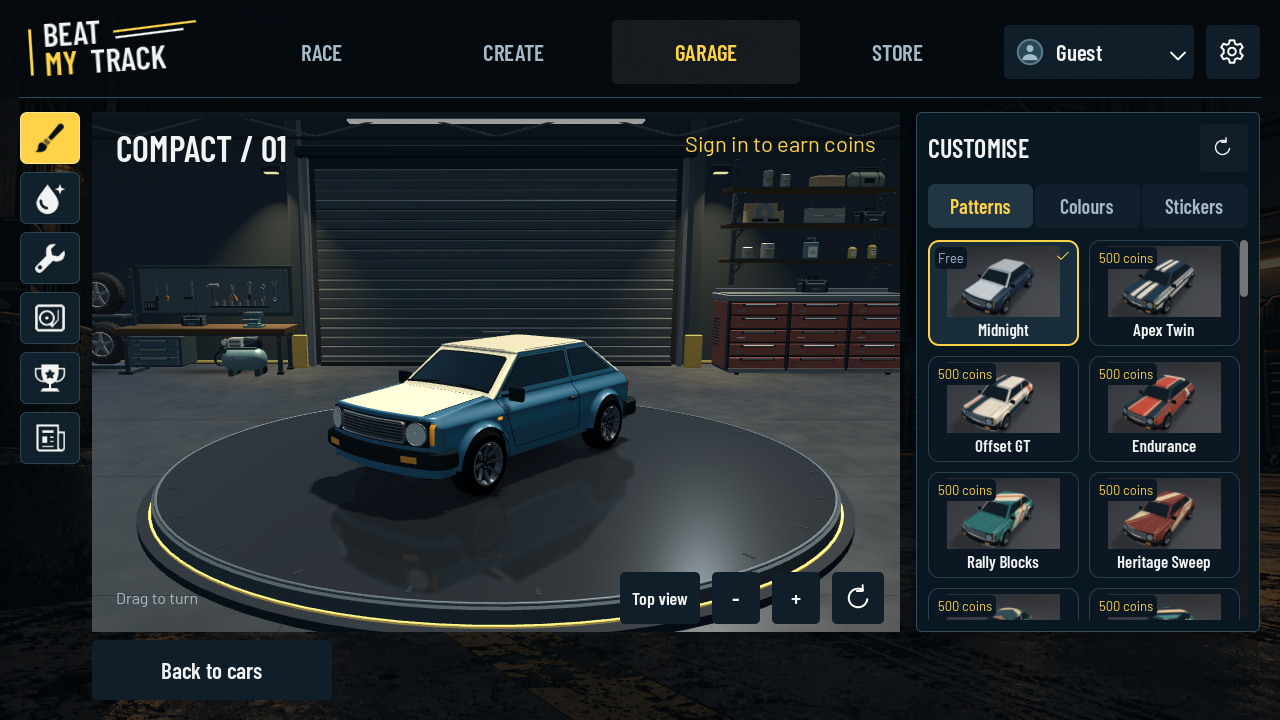 BEAT
MY TRACK
RACE
CREATE
GARAGE
STORE
Guest
COMPACT / 01
Sign in to earn coins
CUSTOMISE
Patterns
Colours
Stickers
Free
Midnight
500 coins
Apex Twin
500 coins
Offset GT
500 coins
Endurance
500 coins
Rally Blocks
500 coins
Heritage Sweep
500 coins
500 coins
Drag to turn
Top view
-
+
Back to cars